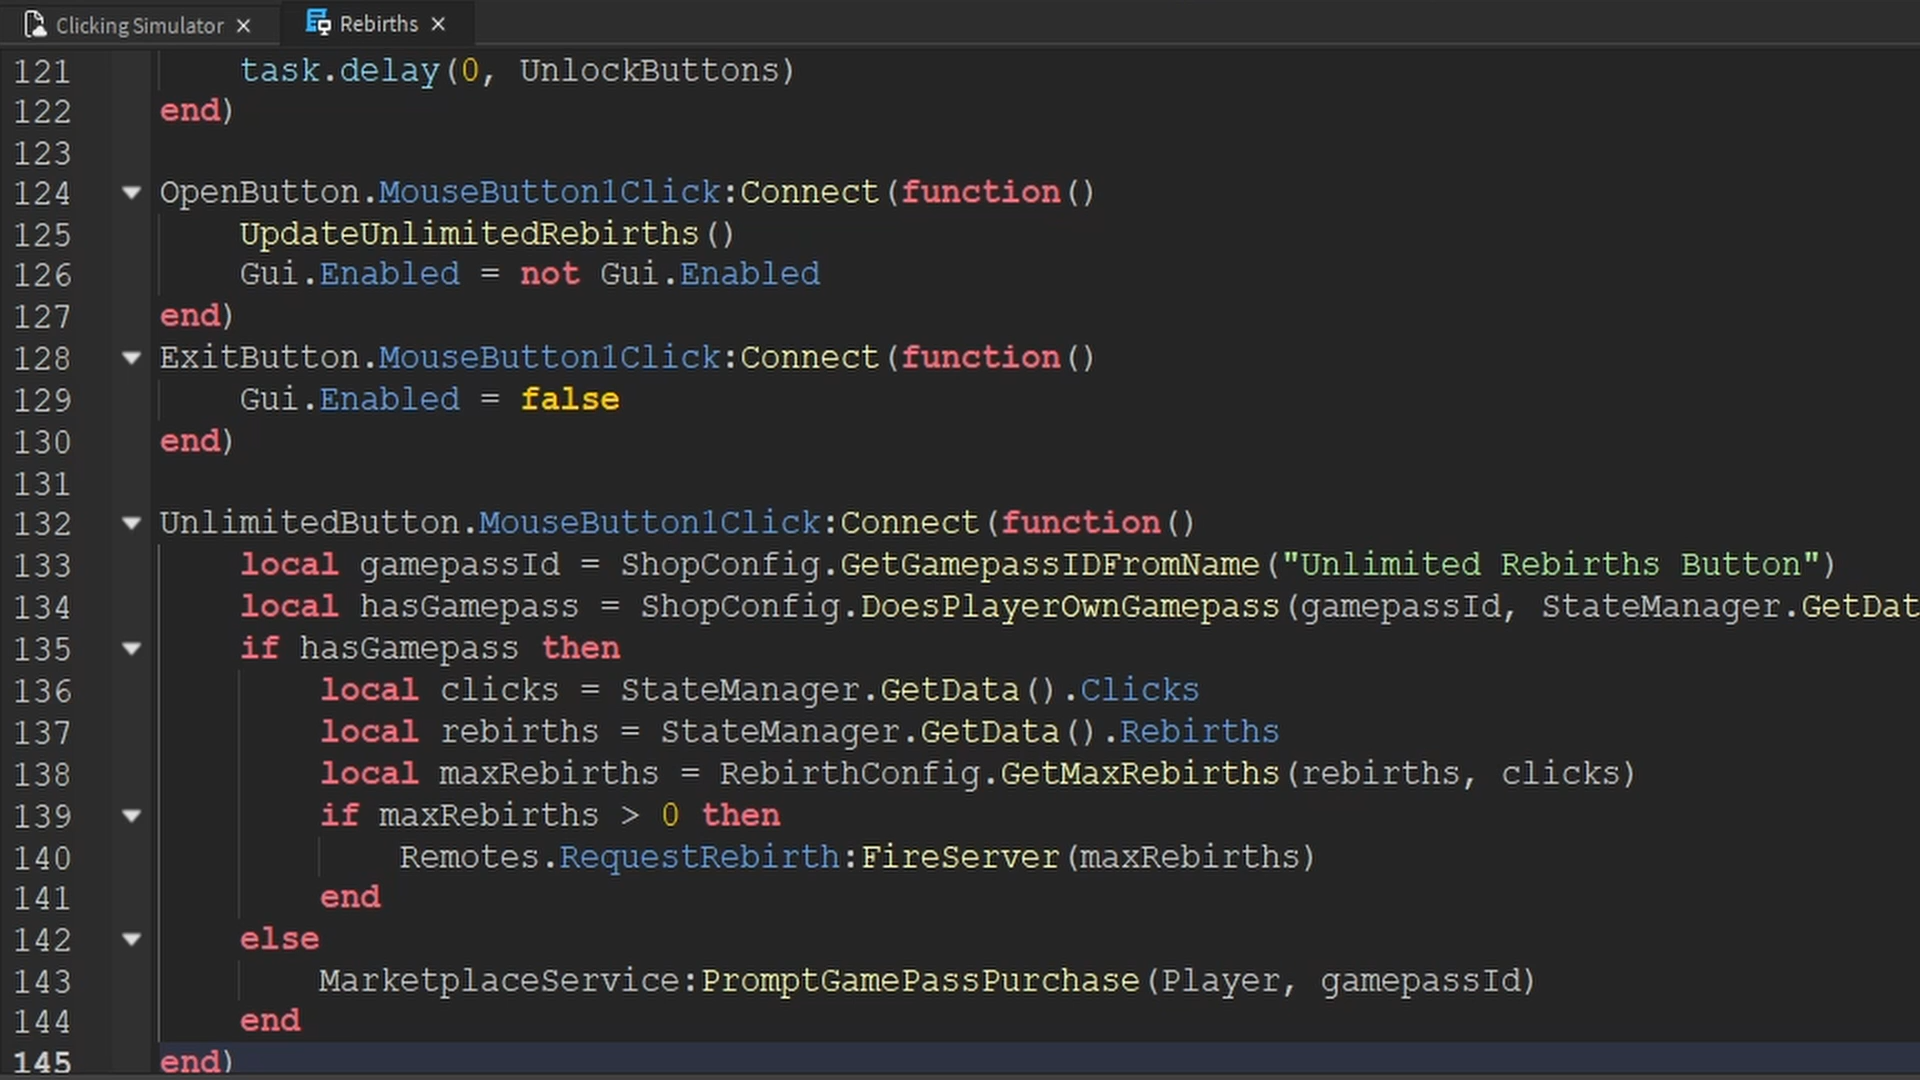 Clicking Simulator × Rebirths ×
121 task.delay(0, UnlockButtons)
122 end)
123
124 OpenButton.MouseButton1Click:Connect(function()
125 UpdateUnlimitedRebirths()
126 Gui.Enabled = not Gui.Enabled
127 end)
128 ExitButton.MouseButton1Click:Connect(function()
129 Gui.Enabled = false
130 end)
131
132 UnlimitedButton.MouseButton1Click:Connect(function()
133 local gamepassId = ShopConfig.GetGamepassIDFromName("Unlimited Rebirths Button")
134 local hasGamepass = ShopConfig.DoesPlayerOwnGamepass(gamepassId, StateManager.GetDat
135 if hasGamepass then
136 local clicks = StateManager.GetData().Clicks
137 local rebirths = StateManager.GetData().Rebirths
138 local maxRebirths = RebirthConfig.GetMaxRebirths(rebirths, clicks)
139 if maxRebirths > 0 then
140 Remotes.RequestRebirth:FireServer(maxRebirths)
141 end
142 else
143 MarketplaceService:PromptGamePassPurchase(Player, gamepassId)
144 end
145 end)